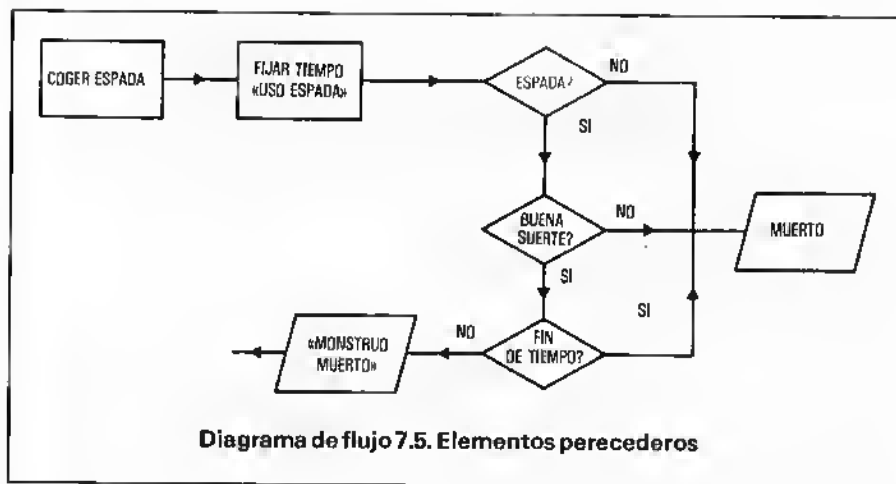 COGER ESPADA
FIJAR TIEMPO
«USO ESPADA»
ESPADA?
NO
SI
BUENA
SUERTE?
NO
MUERTO
SI
SI
FIN
DE TIEMPO?
NO
«MONSTRUO
MUERTO»
Diagrama de flujo 7.5. Elementos perecederos